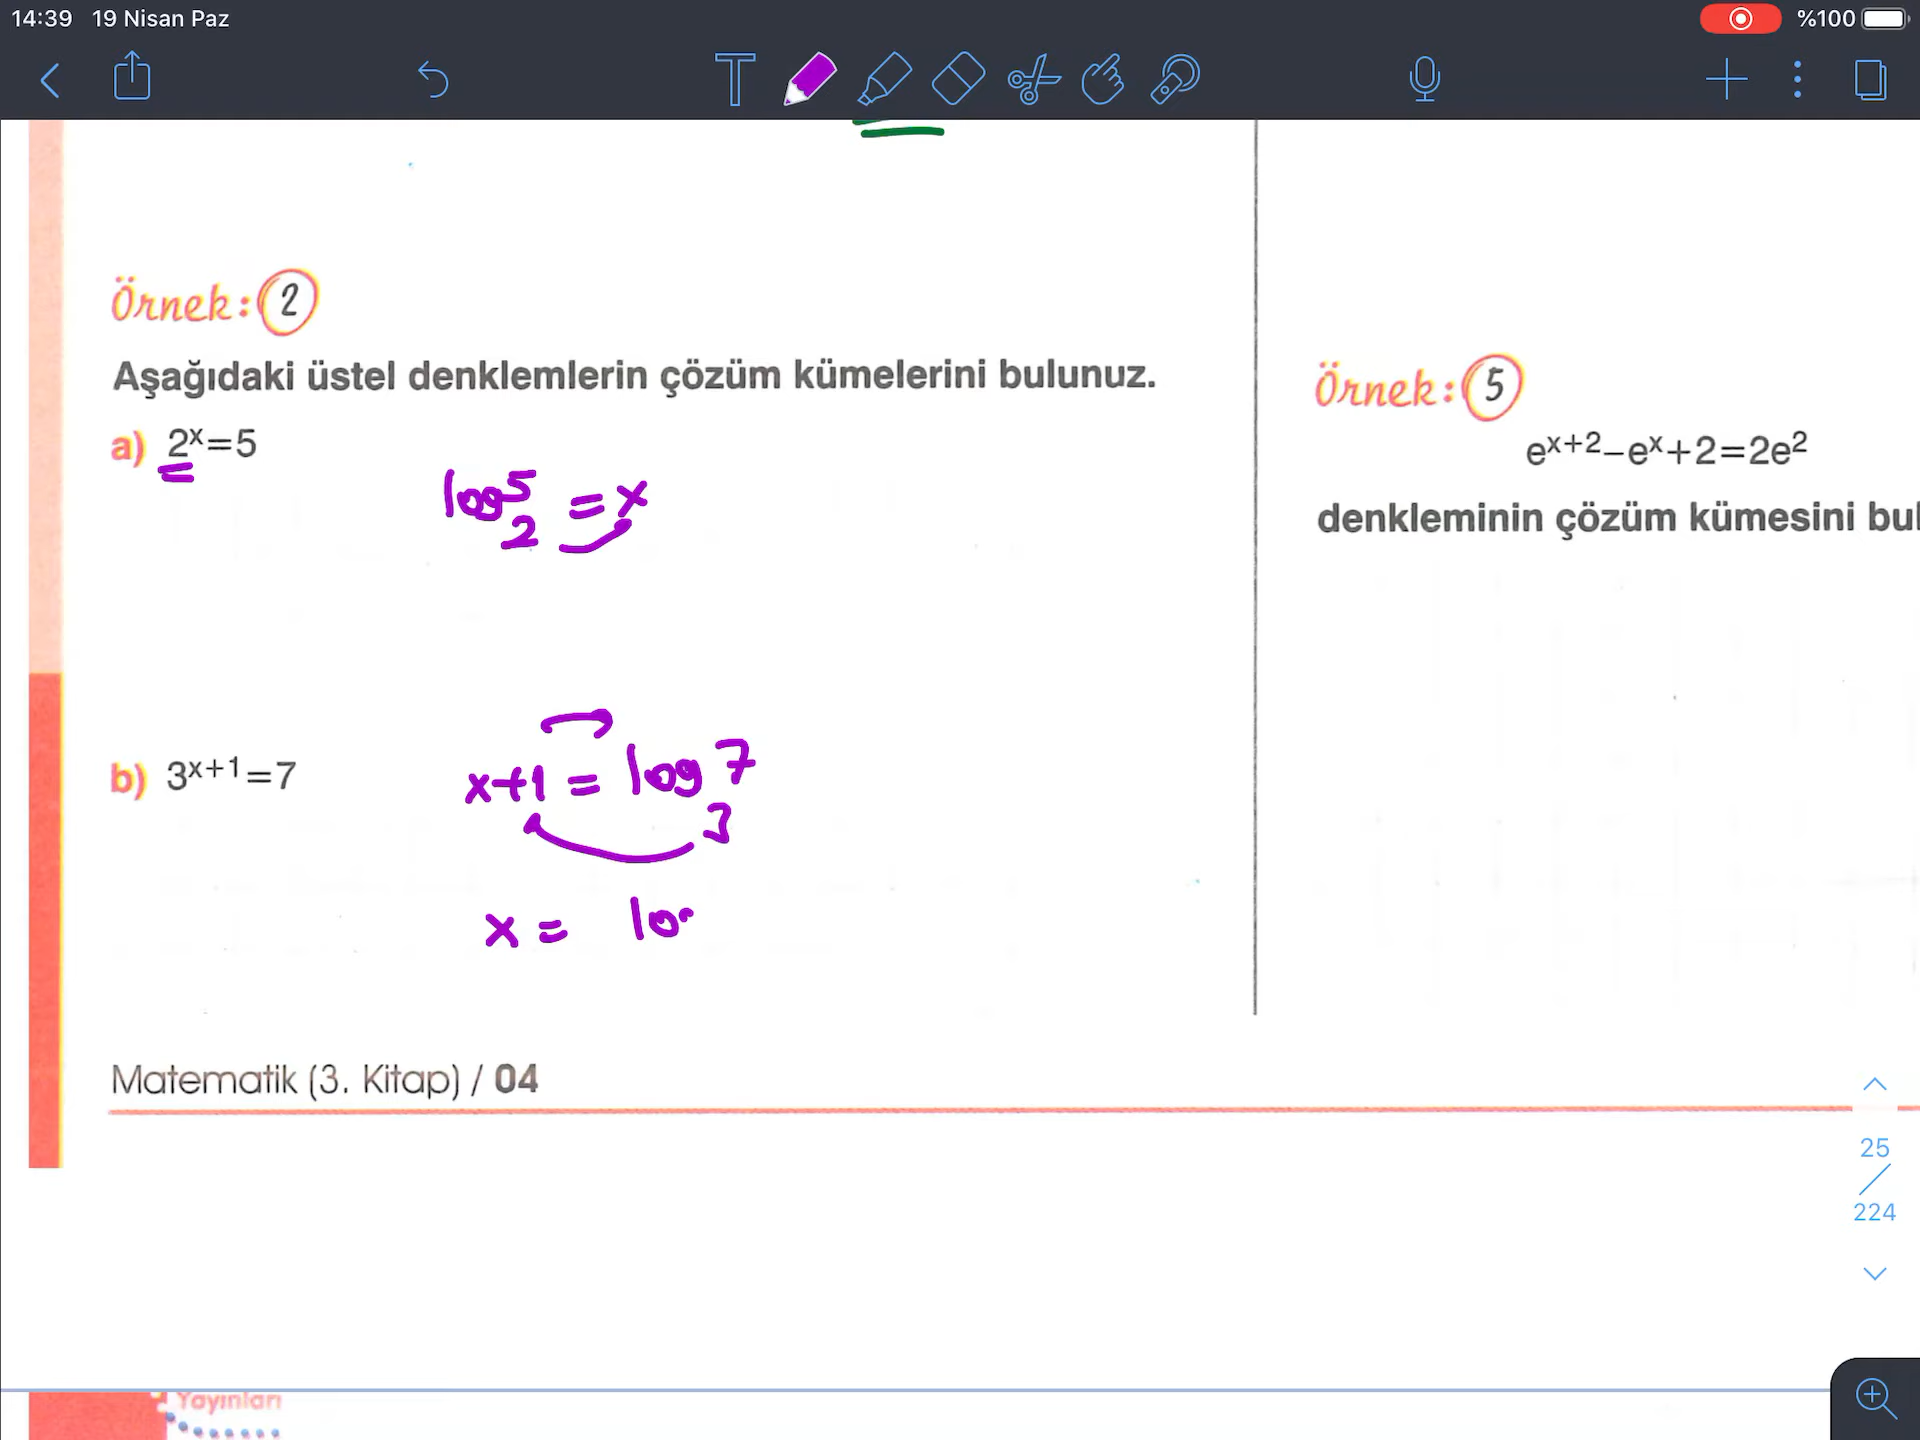 14:39 19 Nisan Paz
%100
T
Örnek: 2
Aşağıdaki üstel denklemlerin çözüm kümelerini bulunuz.
a) 2ˣ=5
log₂5 = x
b) 3ˣ⁺¹=7
x+1 = log₃7
x = lo
Matematik (3. Kitap) / 04
Örnek: 5
eˣ⁺²–eˣ+2=2e²
denkleminin çözüm kümesini bul
25
/
224
Yayınları